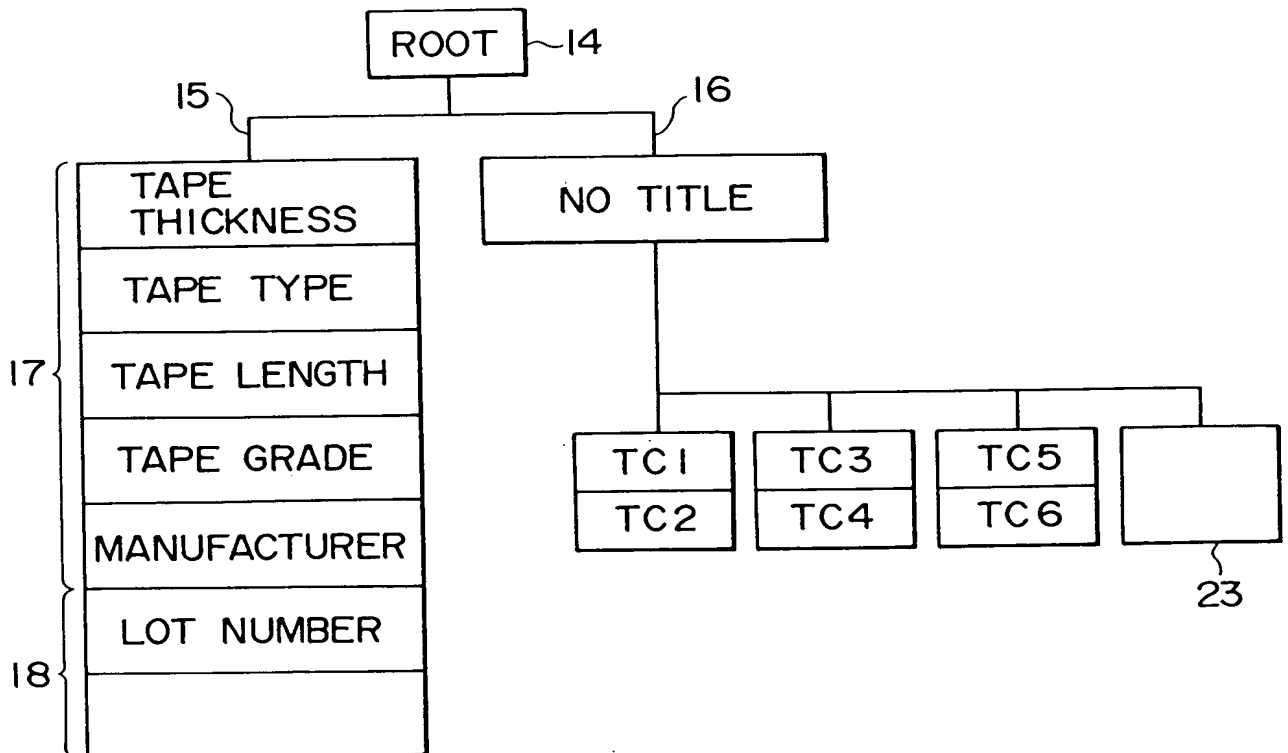 ROOT
14
15
16
TAPE
THICKNESS
NO TITLE
TAPE TYPE
17
TAPE LENGTH
TAPE GRADE
TC1
TC3
TC5
TC2
TC4
TC6
MANUFACTURER
23
LOT NUMBER
18